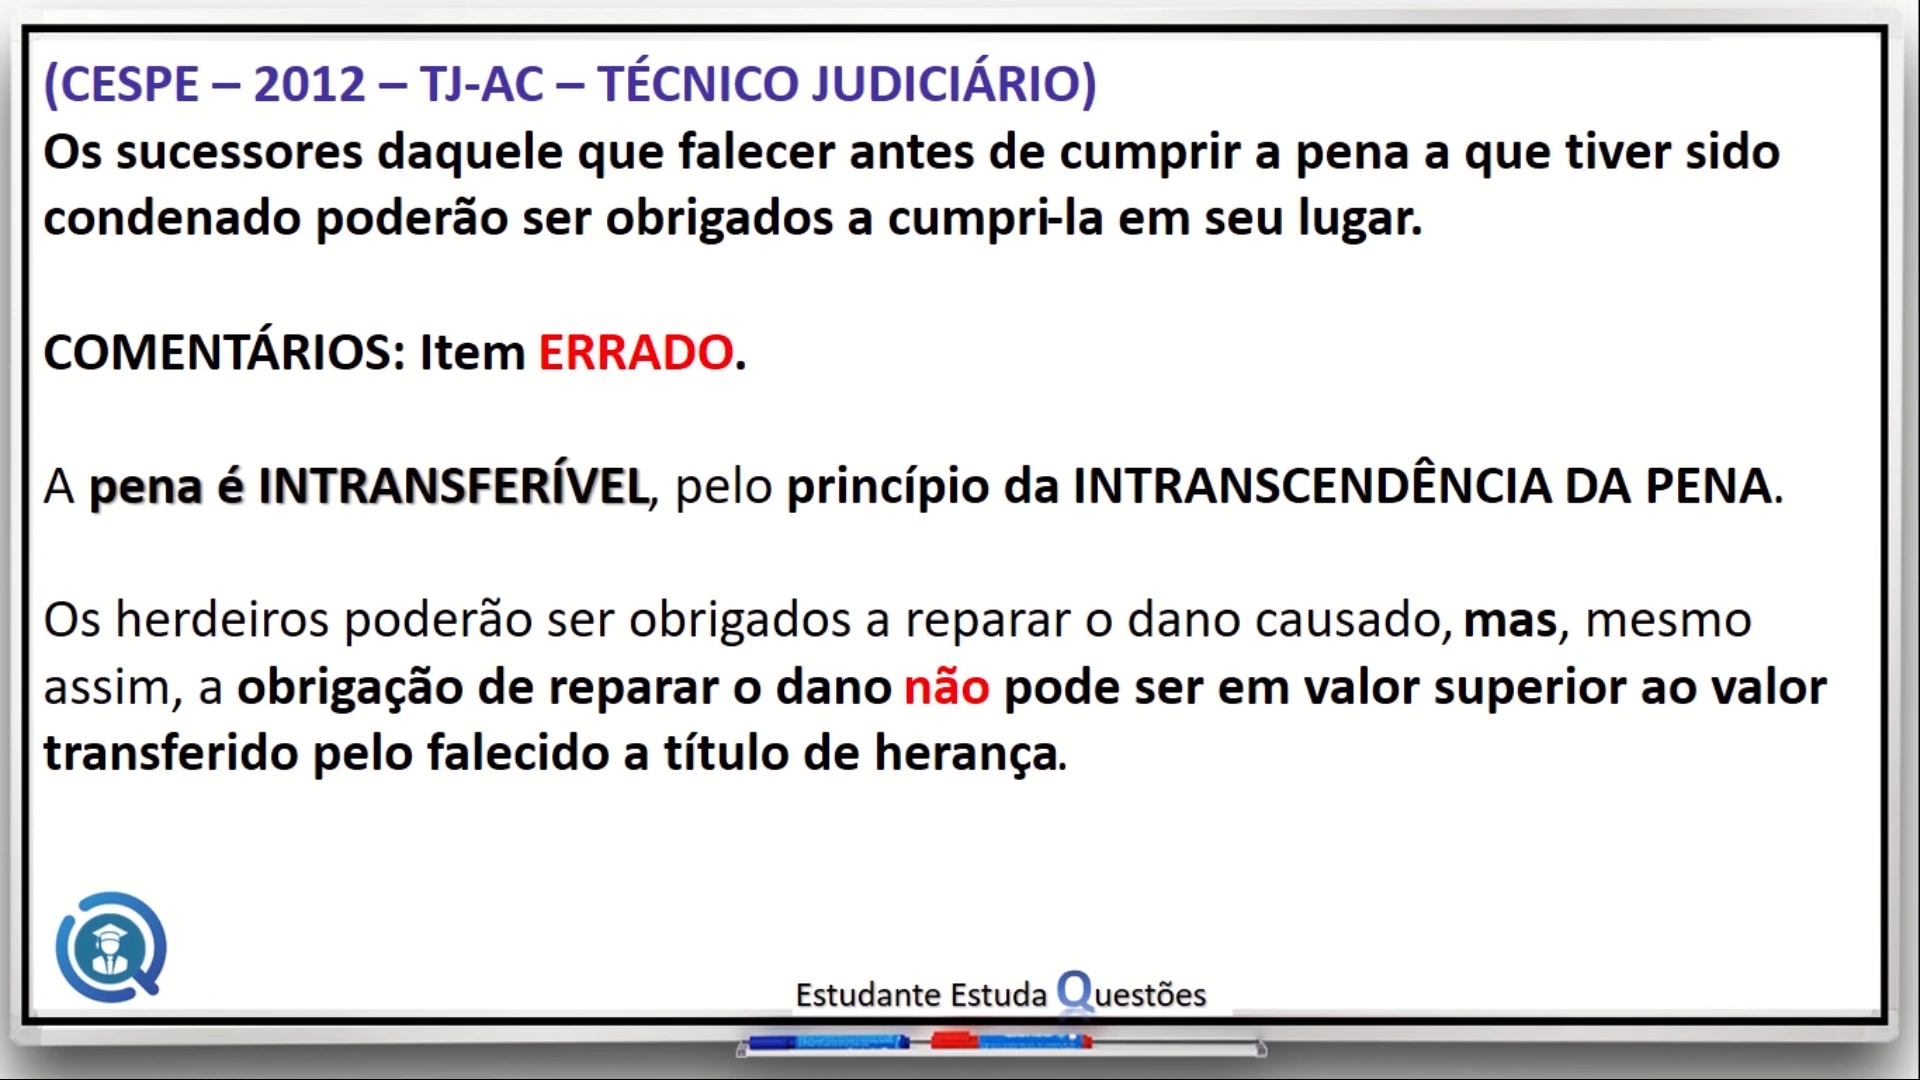 (CESPE – 2012 – TJ-AC – TÉCNICO JUDICIÁRIO)
Os sucessores daquele que falecer antes de cumprir a pena a que tiver sido
condenado poderão ser obrigados a cumpri-la em seu lugar.
COMENTÁRIOS: Item ERRADO.
A pena é INTRANSFERÍVEL, pelo princípio da INTRANSCENDÊNCIA DA PENA.
Os herdeiros poderão ser obrigados a reparar o dano causado, mas, mesmo
assim, a obrigação de reparar o dano não pode ser em valor superior ao valor
transferido pelo falecido a título de herança.
Estudante Estuda Questões